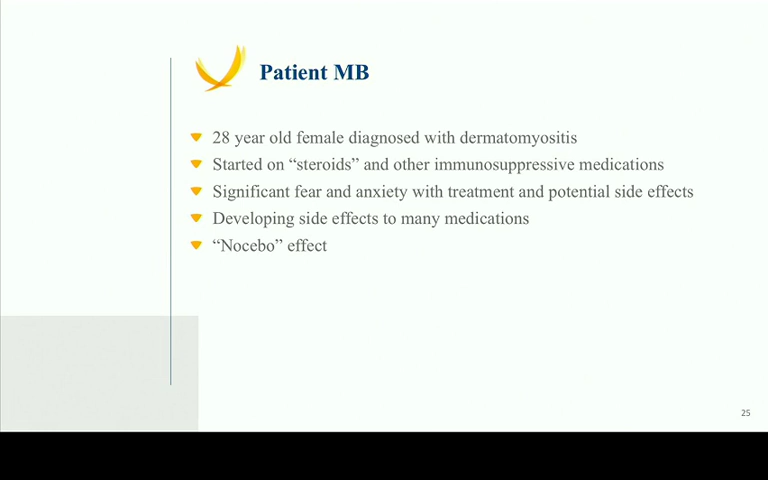 Patient MB
28 year old female diagnosed with dermatomyositis
Started on “steroids” and other immunosuppressive medications
Significant fear and anxiety with treatment and potential side effects
Developing side effects to many medications
“Nocebo” effect
25